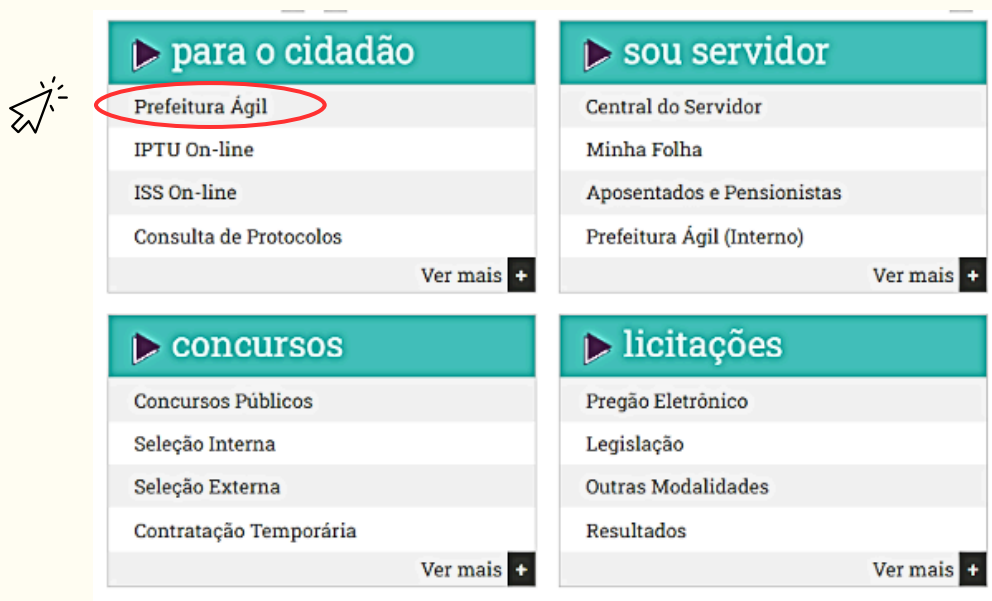 para o cidadão
Prefeitura Ágil
IPTU On-line
ISS On-line
Consulta de Protocolos
Ver mais +
sou servidor
Central do Servidor
Minha Folha
Aposentados e Pensionistas
Prefeitura Ágil (Interno)
Ver mais +
concursos
Concursos Públicos
Seleção Interna
Seleção Externa
Contratação Temporária
Ver mais +
licitações
Pregão Eletrônico
Legislação
Outras Modalidades
Resultados
Ver mais +